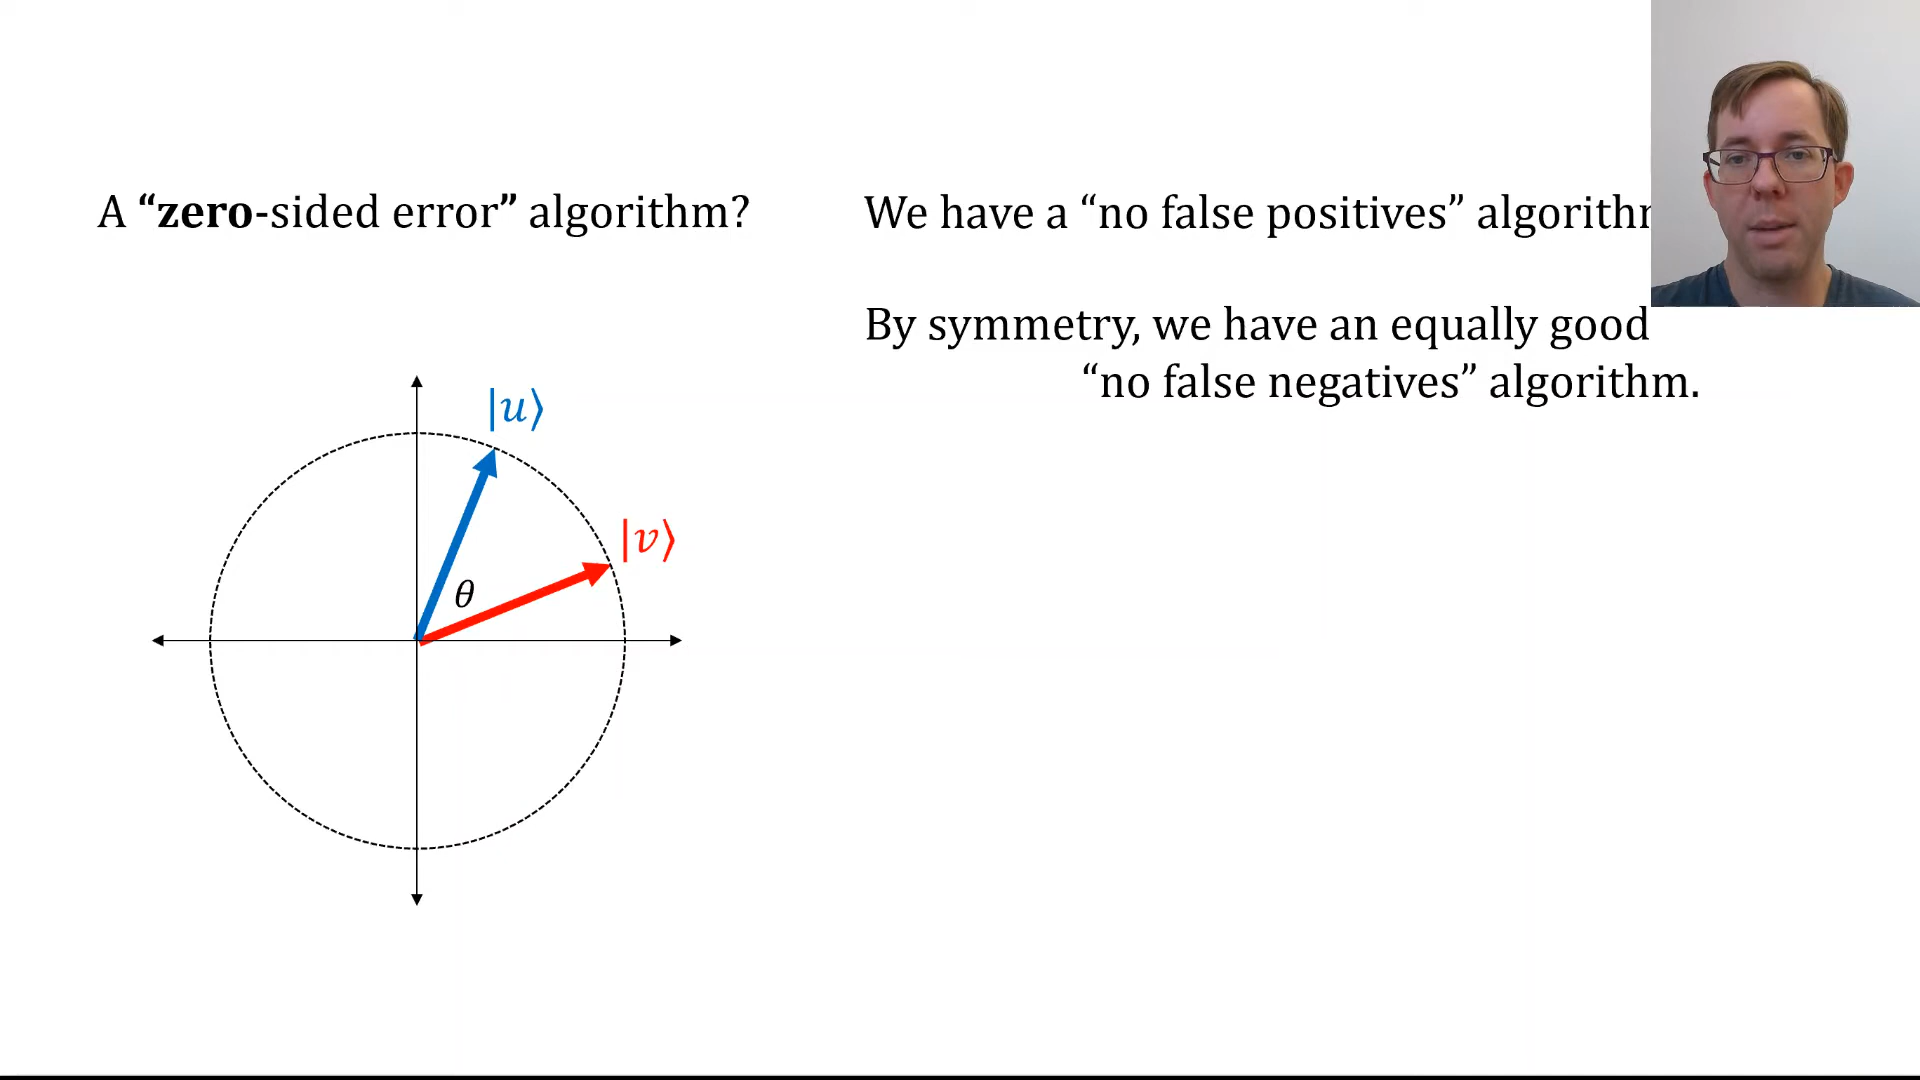 A “zero-sided error” algorithm?
We have a “no false positives”
By symmetry, we have an equally good
“no false negatives” algorithm.
|u⟩
|v⟩
θ